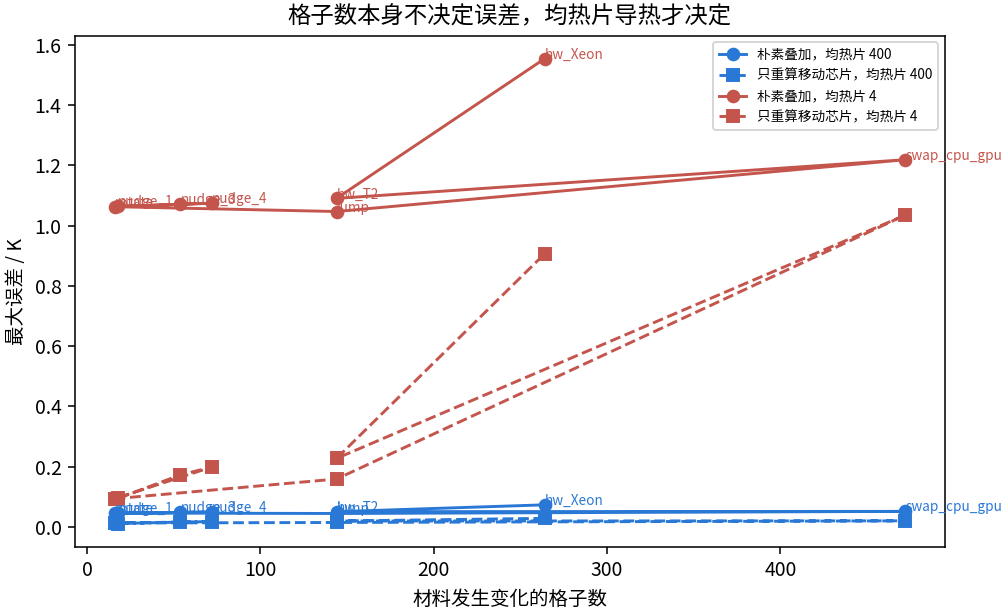 格子数本身不决定误差，均热片导热才决定
最大误差 / K
1.6
1.4
1.2
1.0
0.8
0.6
0.4
0.2
0.0
朴素叠加，均热片 400
只重算移动芯片，均热片 400
朴素叠加，均热片 4
只重算移动芯片，均热片 4
hw_Xeon
swap_cpu_gpu
hw_T2
jump
nudge_4
hw_Xeon
swap_cpu_gpu
hw_T2
nudge_4
0
100
200
300
400
材料发生变化的格子数